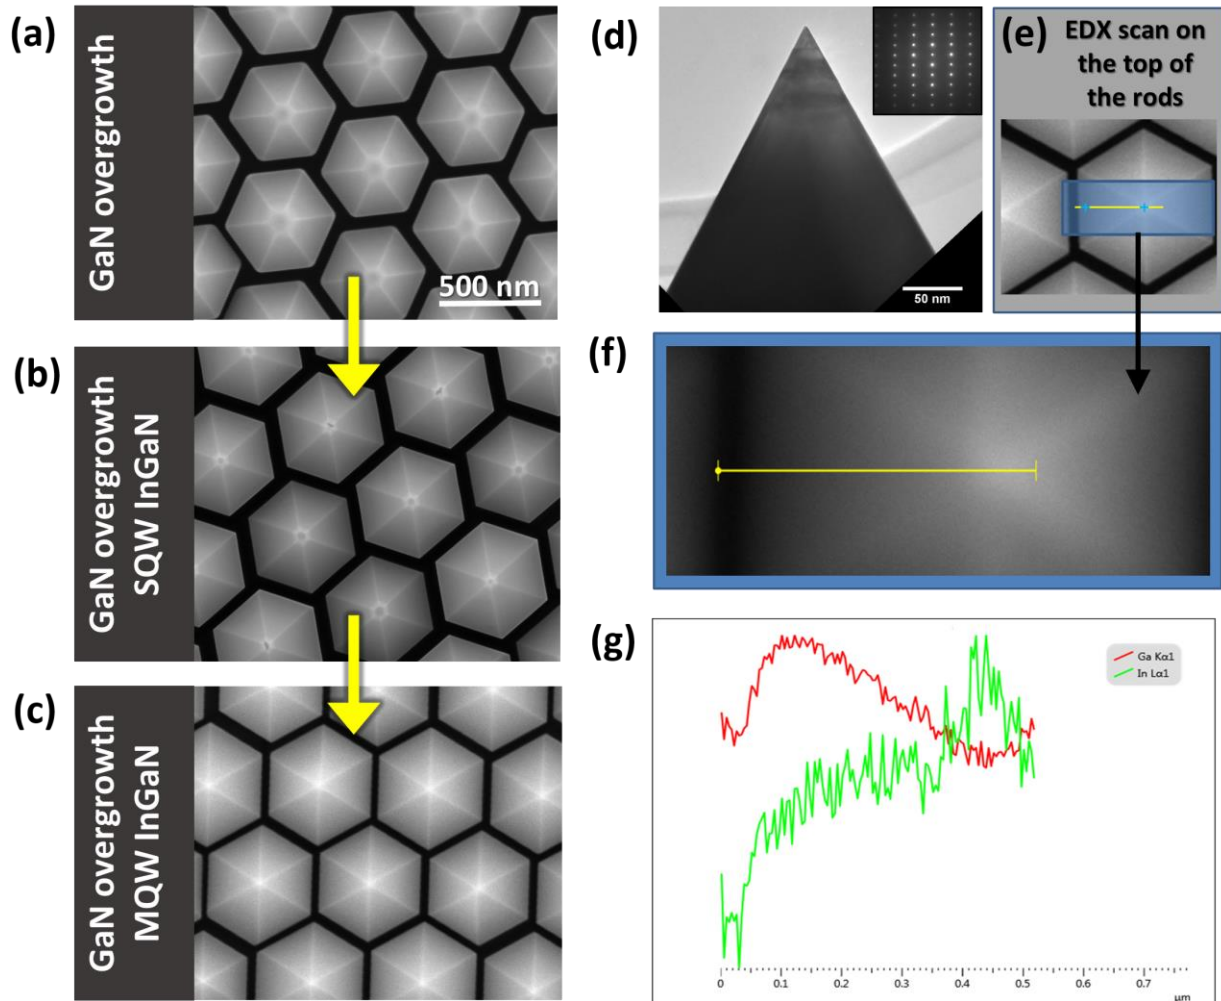 (a)
GaN overgrowth
500 nm
(b)
GaN overgrowth
SQW InGaN
(c)
GaN overgrowth
MQW InGaN
(d)
50 nm
(e)
EDX scan on
the top of
the rods
(f)
(g)
Ga Kα1
In Lα1
0
0.1
0.2
0.3
0.4
0.5
0.6
0.7
μm